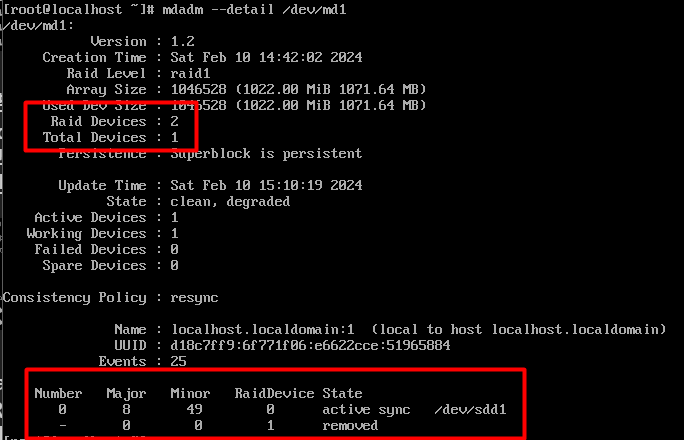 [root@localhost ~]# mdadm --detail /dev/md1
/dev/md1:
Version : 1.2
Creation Time : Sat Feb 10 14:42:02 2024
Raid Level : raid1
Array Size : 1046528 (1022.00 MiB 1071.64 MB)
Used Dev Size : 1046528 (1022.00 MiB 1071.64 MB)
Raid Devices : 2
Total Devices : 1
Persistence : Superblock is persistent
Update Time : Sat Feb 10 15:10:19 2024
State : clean, degraded
Active Devices : 1
Working Devices : 1
Failed Devices : 0
Spare Devices : 0
Consistency Policy : resync
Name : localhost.localdomain:1 (local to host localhost.localdomain)
UUID : d18c7ff9:6f771f06:e6622cce:51965884
Events : 25
Number Major Minor RaidDevice State
0 8 49 0 active sync /dev/sdd1
- 0 0 1 removed